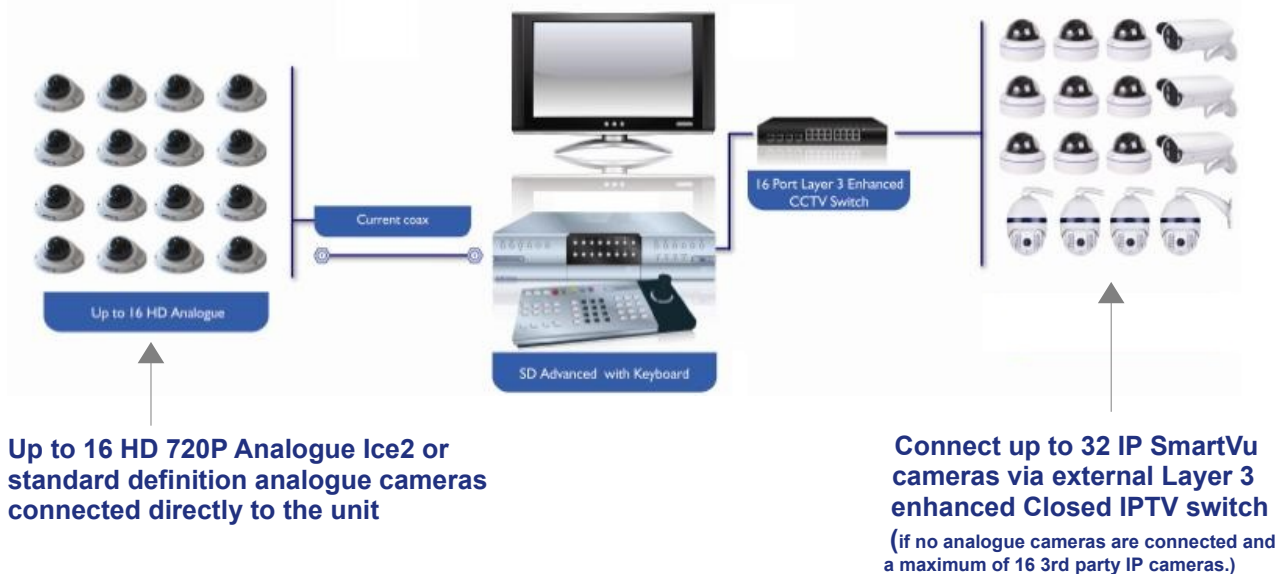 Current coax
16 Port Layer 3 Enhanced
CCTV Switch
Up to 16 HD Analogue
SD Advanced with Keyboard
Up to 16 HD 720P Analogue Ice2 or
standard definition analogue cameras
connected directly to the unit
Connect up to 32 IP SmartVu
cameras via external Layer 3
enhanced Closed IPTV switch
(if no analogue cameras are connected and
a maximum of 16 3rd party IP cameras.)